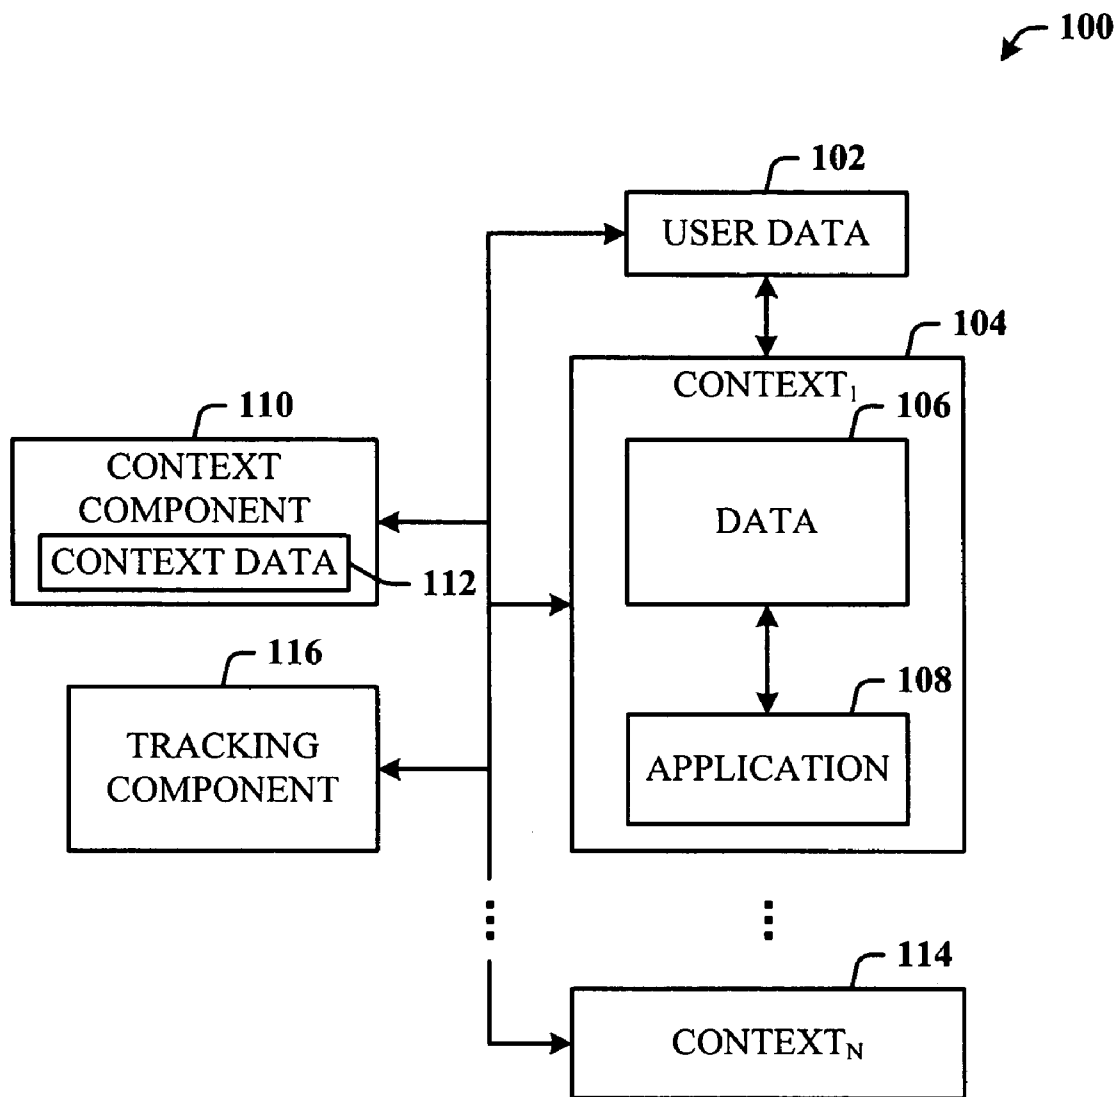 100
102
USER DATA
104
CONTEXT₁
106
DATA
110
CONTEXT
COMPONENT
CONTEXT DATA
112
116
TRACKING
COMPONENT
108
APPLICATION
114
CONTEXT_N